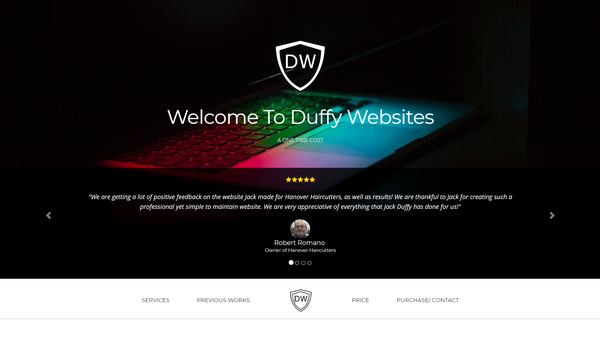 DW
Welcome To Duffy Websites
A ONE TIME COST
"We are getting a lot of positive feedback on the website Jack made for Hanover Haircutters, as well as results! We are thankful to Jack for creating such a
professional yet simple to maintain website. We are very appreciative of everything that Jack Duffy has done for us!"
Robert Romano
Owner of Hanover Haircutters
SERVICES PREVIOUS WORKS DW PRICE PURCHASE/ CONTACT